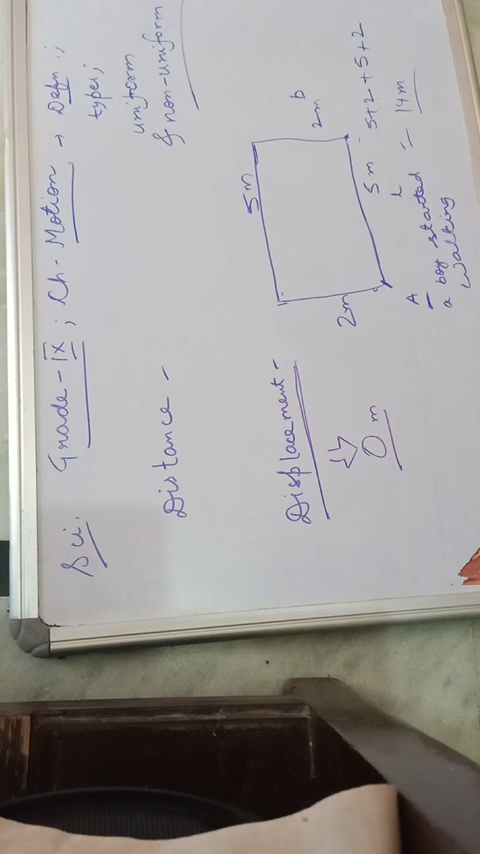 Sci. Grade - IX ; Ch - Motion → Defn. ;
types ;
uniform
& non-uniform
Distance -
5m
b
2m
2m
5m
l
5+2+5+2
= 14m
A
a boy started
walking
Displacement -
⇓
0 m